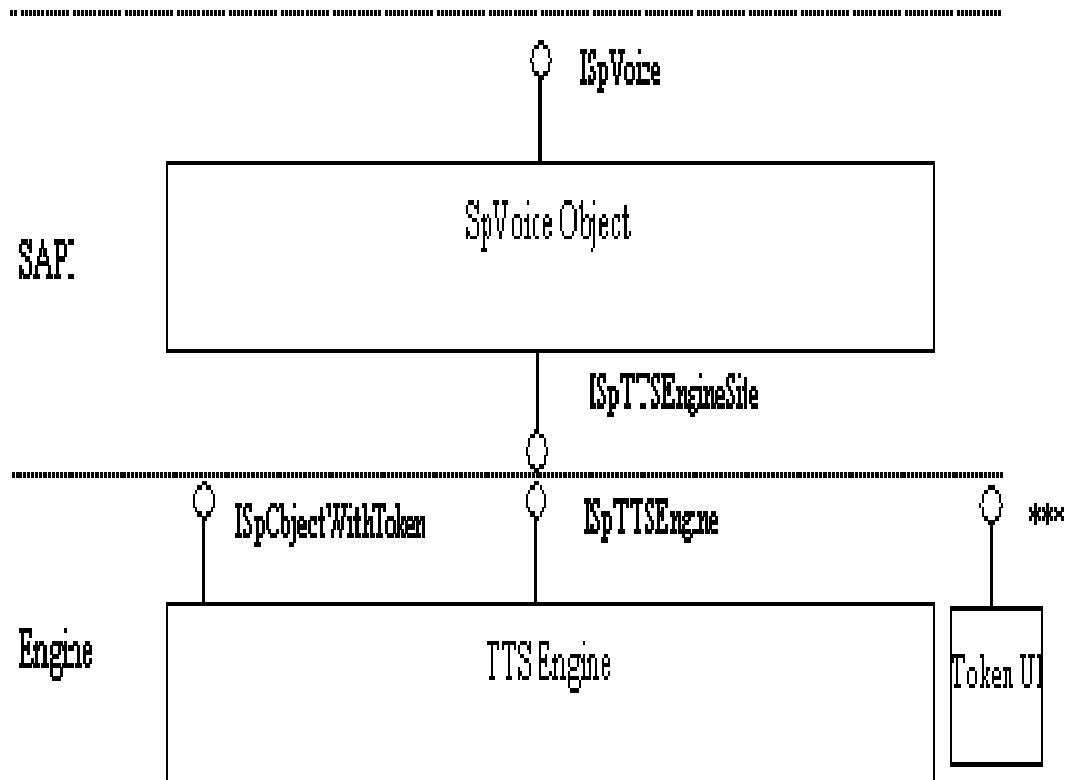 ISpVoice
SpVoice Object
SAPI
ISpTTSEngineSite
ISpObjectWithToken
ISpTTSEngine
***
Engine
TTS Engine
Token UI